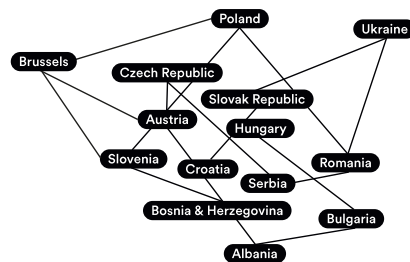 Poland
Ukraine
Brussels
Czech Republic
Slovak Republic
Austria
Hungary
Slovenia
Romania
Croatia
Serbia
Bosnia & Herzegovina
Bulgaria
Albania